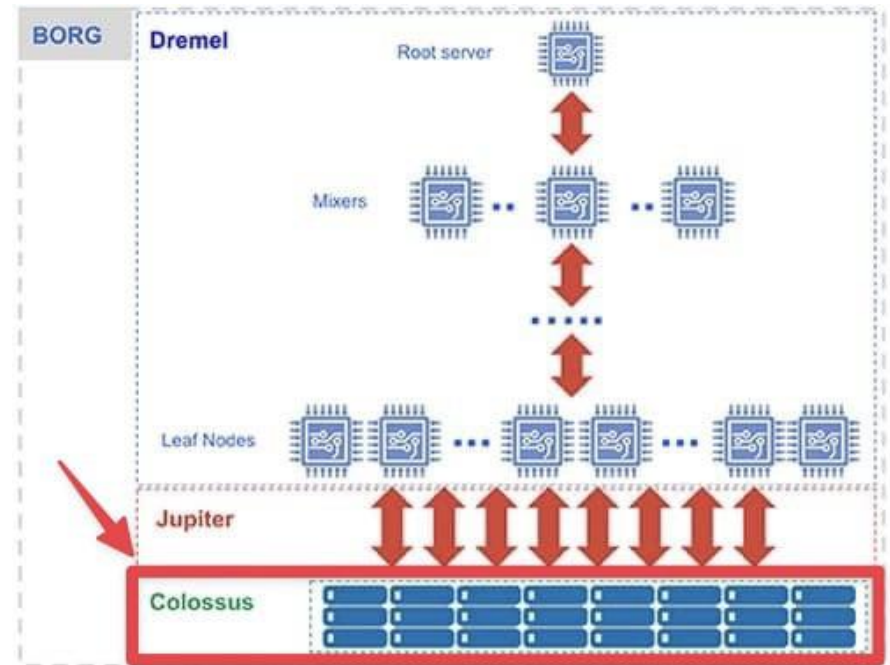 BORG
Dremel
Root server
Mixers
Leaf Nodes
Jupiter
Colossus